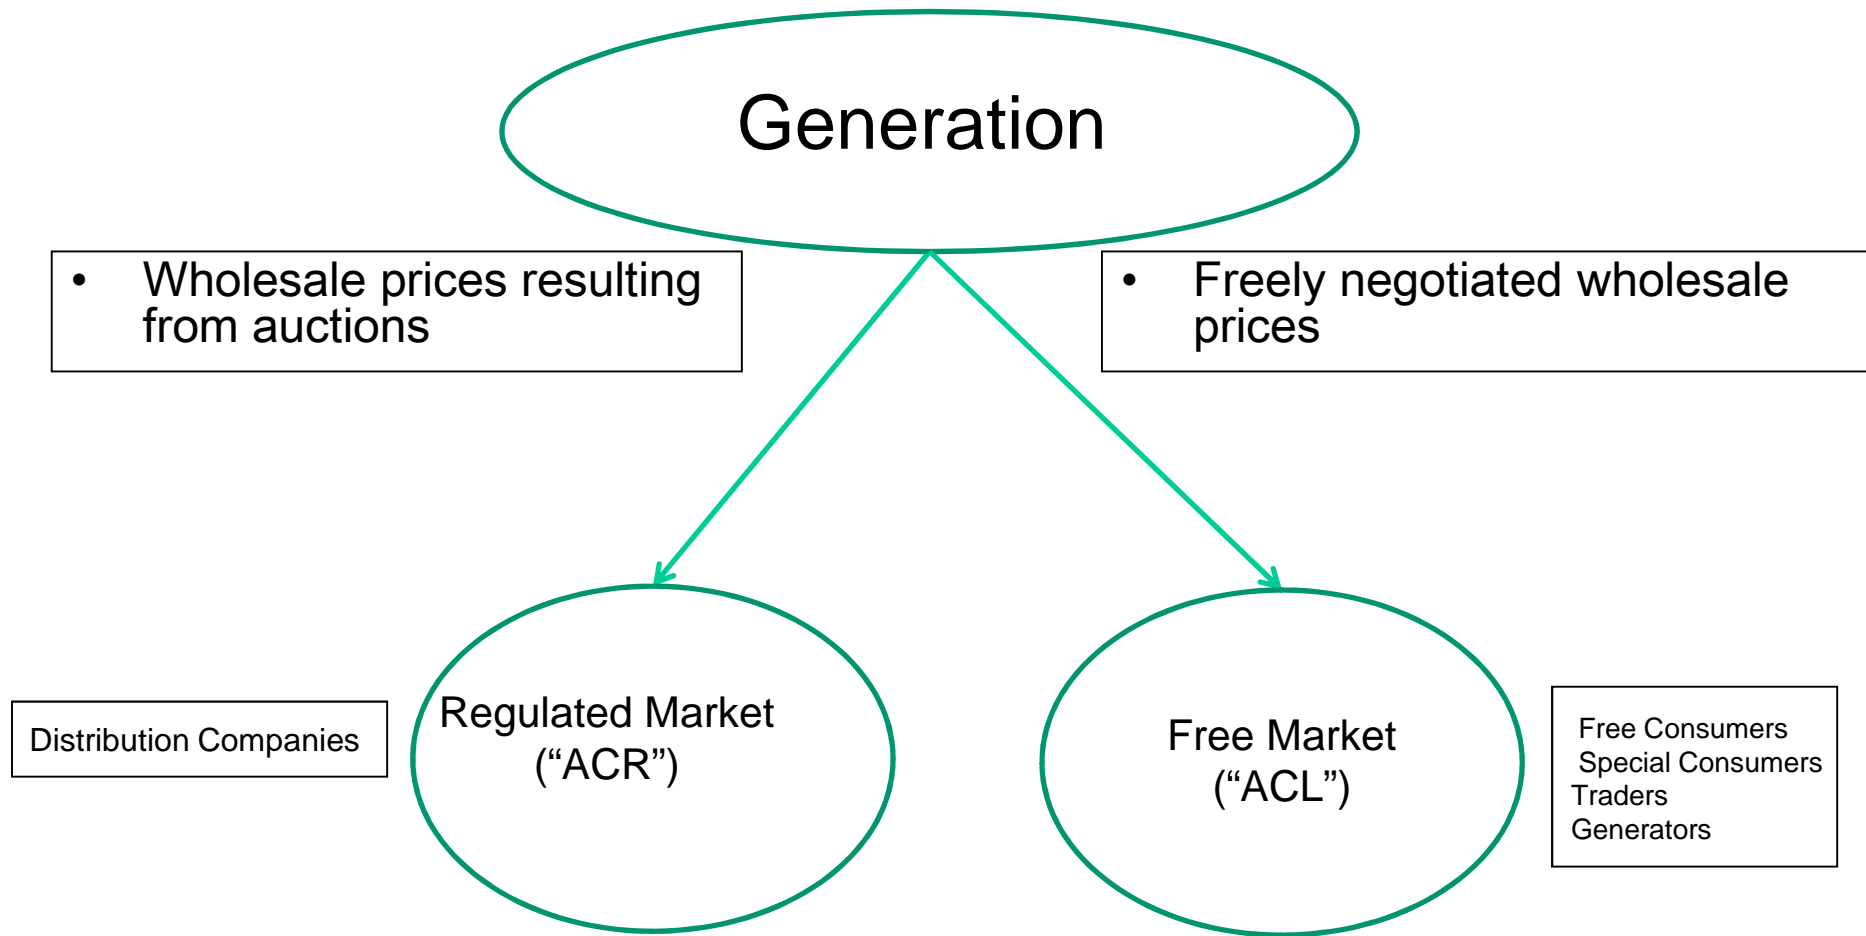 Generation
• Wholesale prices resulting
from auctions
• Freely negotiated wholesale
prices
Distribution Companies
Regulated Market
(“ACR”)
Free Market
(“ACL”)
Free Consumers
Special Consumers
Traders
Generators